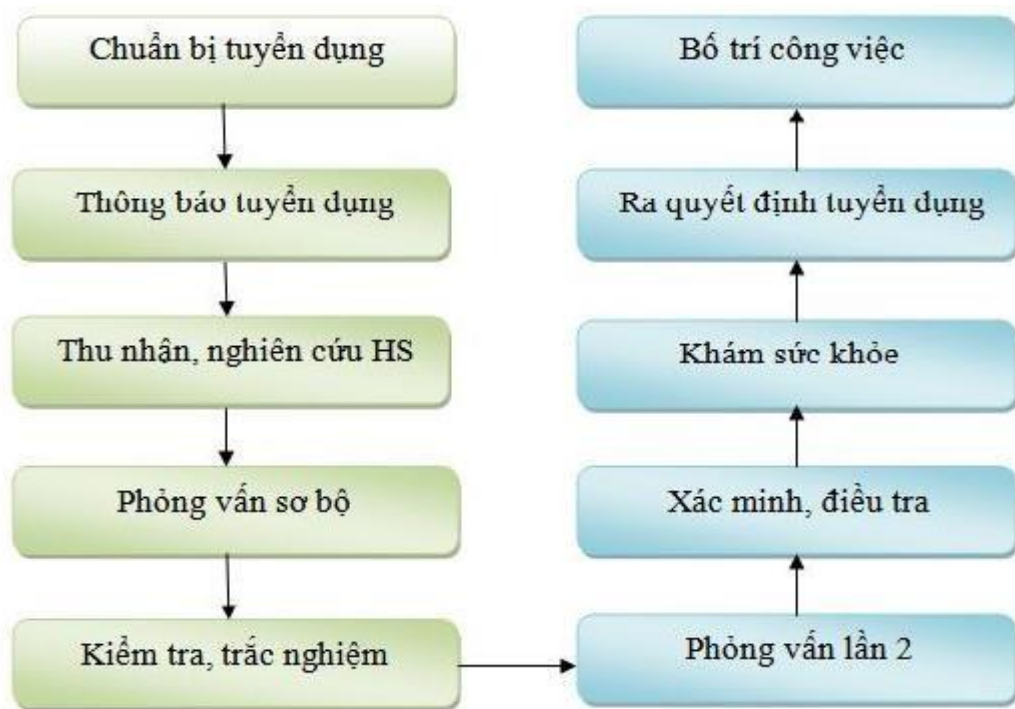 Chuẩn bị tuyển dụng
Thông báo tuyển dụng
Thu nhận, nghiên cứu HS
Phỏng vấn sơ bộ
Kiểm tra, trắc nghiệm
Phỏng vấn lần 2
Xác minh, điều tra
Khám sức khỏe
Ra quyết định tuyển dụng
Bố trí công việc